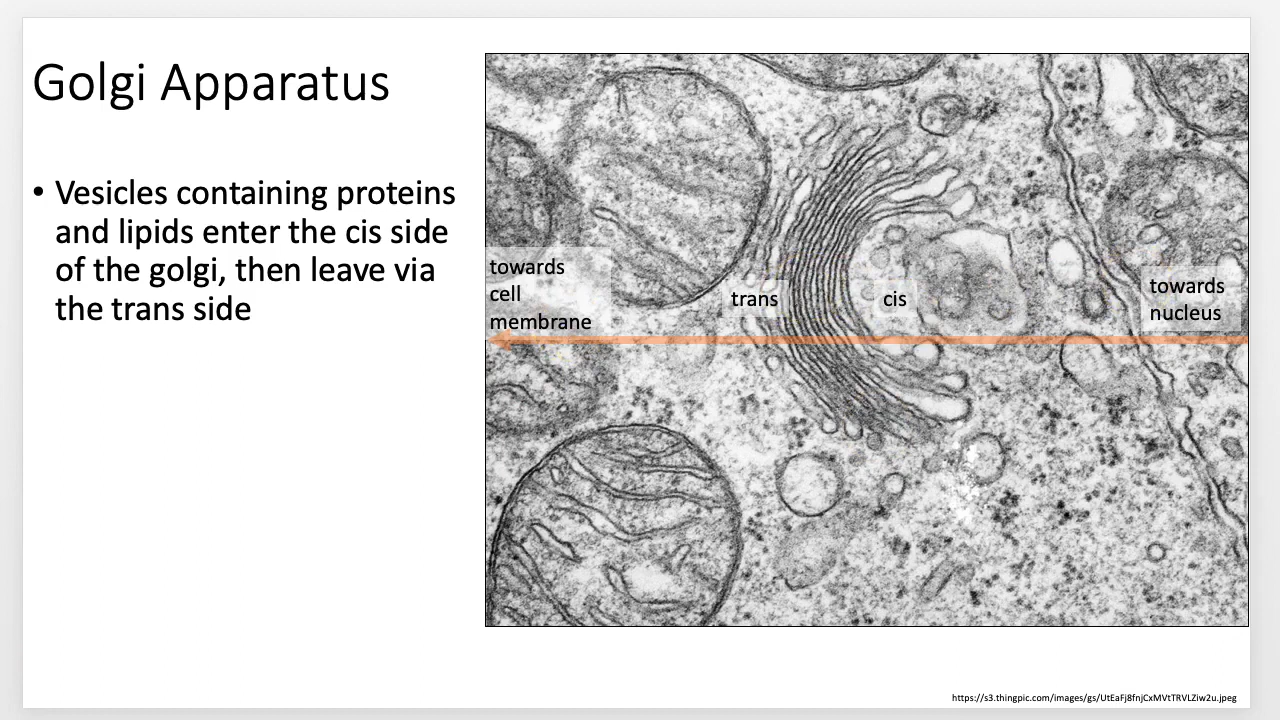 Golgi Apparatus
• Vesicles containing proteins
and lipids enter the cis side
of the golgi, then leave via
the trans side
towards
cell
membrane
trans
cis
towards
nucleus
https://s3.thingpic.com/images/gs/UtEaFj8fnjCxMVtTRVLZiw2u.jpeg